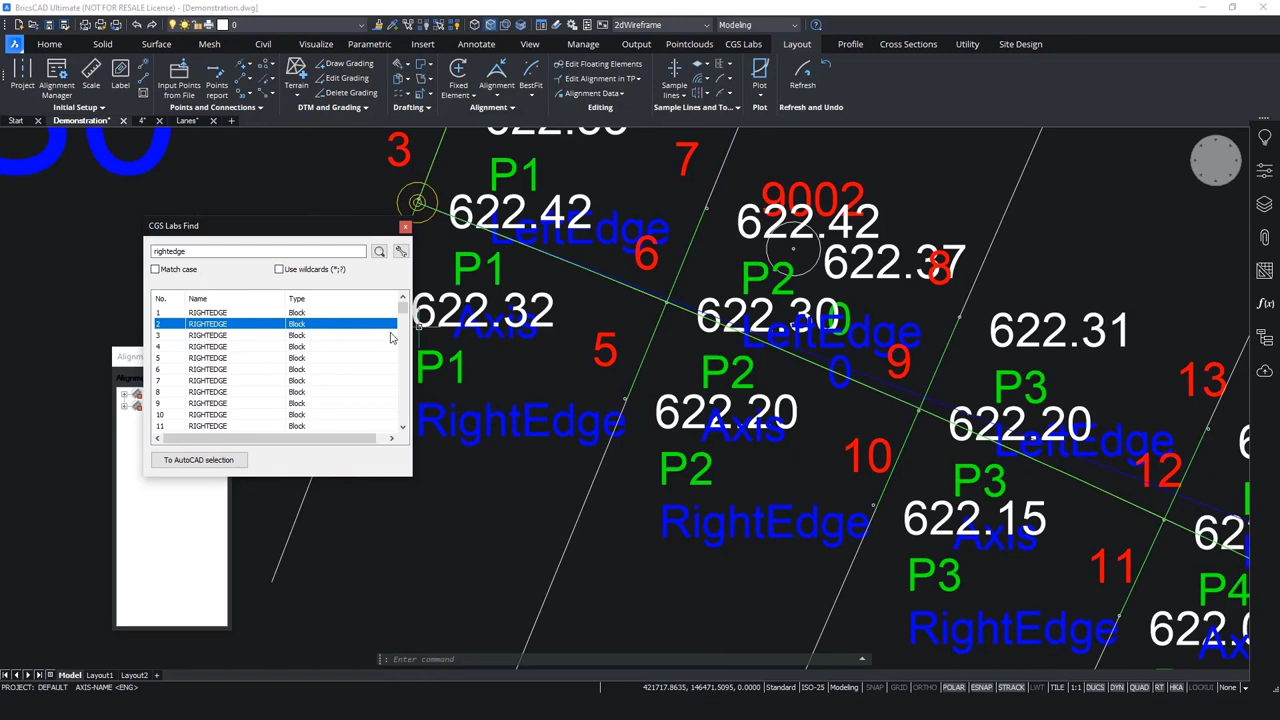 BricsCAD Ultimate (NOT FOR RESALE License) - [Demonstration.dwg]
0
2dWireframe
Modeling
Home Solid Surface Mesh Civil Visualize Parametric Insert Annotate View Manage Output Pointclouds CGS Labs Layout Profile Cross Sections Utility Site Design
Project
Alignment Manager
Scale
Label
Input Points from File
Points report
Terrain
Draw Grading
Edit Grading
Delete Grading
Fixed Element
Alignment
BestFit
Edit Floating Elements
Edit Alignment in TP
Alignment Data
Sample lines
Plot
Refresh
Initial Setup
Points and Connections
DTM and Grading
Drafting
Alignment
Editing
Sample Lines and To...
Plot
Refresh and Undo
Start Demonstration* 4* Lanes*
3
P1
7
9002
622.42
LeftEdge
622.42
6
622.37
8
P1
P2
622.32
Axis
622.30
0
LeftEdge
622.31
P1
5
P2
0
9
P3
13
RightEdge
622.20
Axis
622.20
LeftEdge
P2
10
P3
12
RightEdge
622.15
Axis
P3
11
P4
RightEdge
CGS Labs Find
rightedge
Match case
Use wildcards (*;?)
No. Name Type
1 RIGHTEDGE Block
2 RIGHTEDGE Block
3 RIGHTEDGE Block
4 RIGHTEDGE Block
5 RIGHTEDGE Block
6 RIGHTEDGE Block
7 RIGHTEDGE Block
8 RIGHTEDGE Block
9 RIGHTEDGE Block
10 RIGHTEDGE Block
11 RIGHTEDGE Block
To AutoCAD selection
: Enter command
Model Layout1 Layout2
PROJECT: DEFAULT AXIS-NAME <ENG>
421717.8635, 146471.5095, 0.0000 Standard ISO-25 Modeling SNAP GRID ORTHO POLAR ESNAP STRACK LWT TILE 1:1 DUCS DYN QUAD RT HKA LOCKUI None